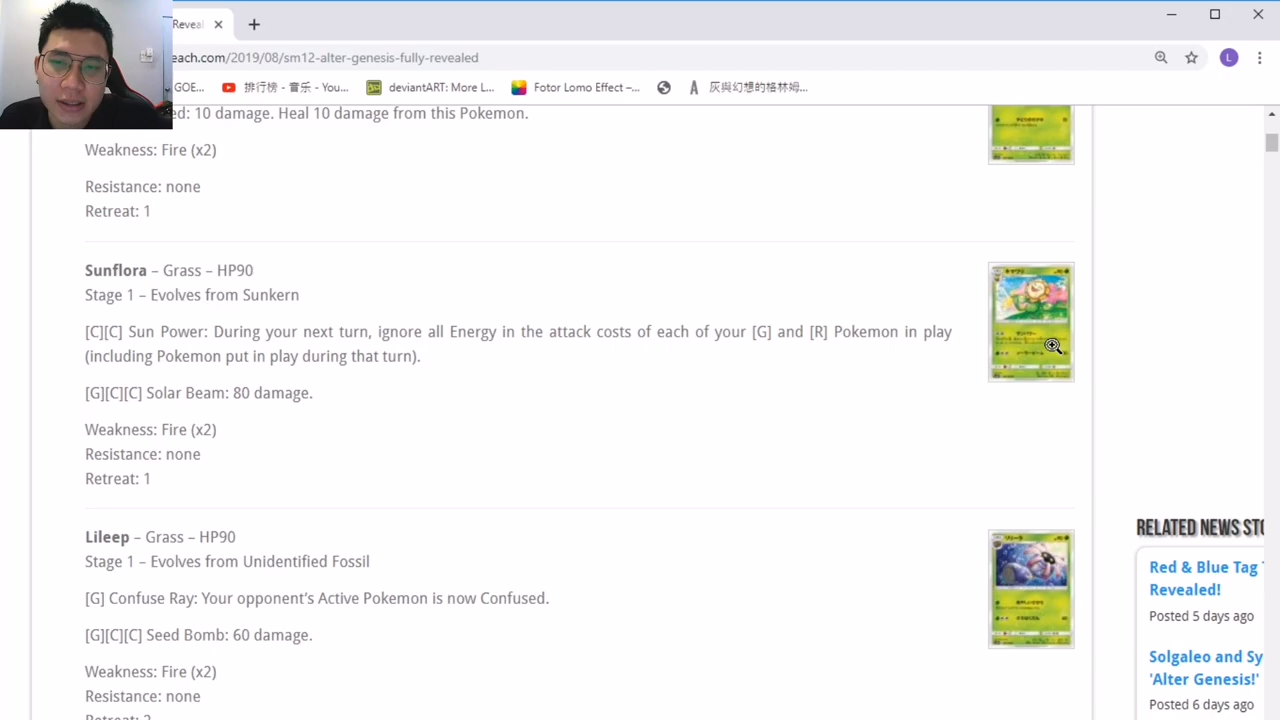 Reveal
each.com/2019/08/sm12-alter-genesis-fully-revealed
L
GOE... 排行榜 - 音乐 - You... deviantART: More L... Fotor Lomo Effect –... 灰與幻想的格林姆...
ed: 10 damage. Heal 10 damage from this Pokemon.
Weakness: Fire (x2)
Resistance: none
Retreat: 1
Sunflora – Grass – HP90
Stage 1 – Evolves from Sunkern
[C][C] Sun Power: During your next turn, ignore all Energy in the attack costs of each of your [G] and [R] Pokemon in play
(including Pokemon put in play during that turn).
[G][C][C] Solar Beam: 80 damage.
Weakness: Fire (x2)
Resistance: none
Retreat: 1
Lileep – Grass – HP90
Stage 1 – Evolves from Unidentified Fossil
[G] Confuse Ray: Your opponent's Active Pokemon is now Confused.
[G][C][C] Seed Bomb: 60 damage.
Weakness: Fire (x2)
Resistance: none
RELATED NEWS STO
Red & Blue Tag T
Revealed!
Posted 5 days ago
Solgaleo and Sy
'Alter Genesis!'
Posted 6 days ago